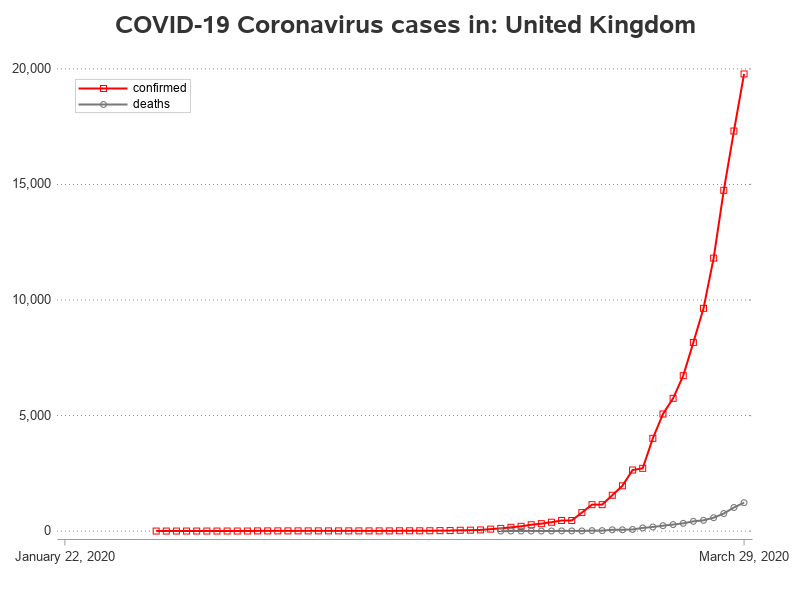 COVID-19 Coronavirus cases in: United Kingdom
20,000
confirmed
deaths
15,000
10,000
5,000
0
January 22, 2020
March 29, 2020